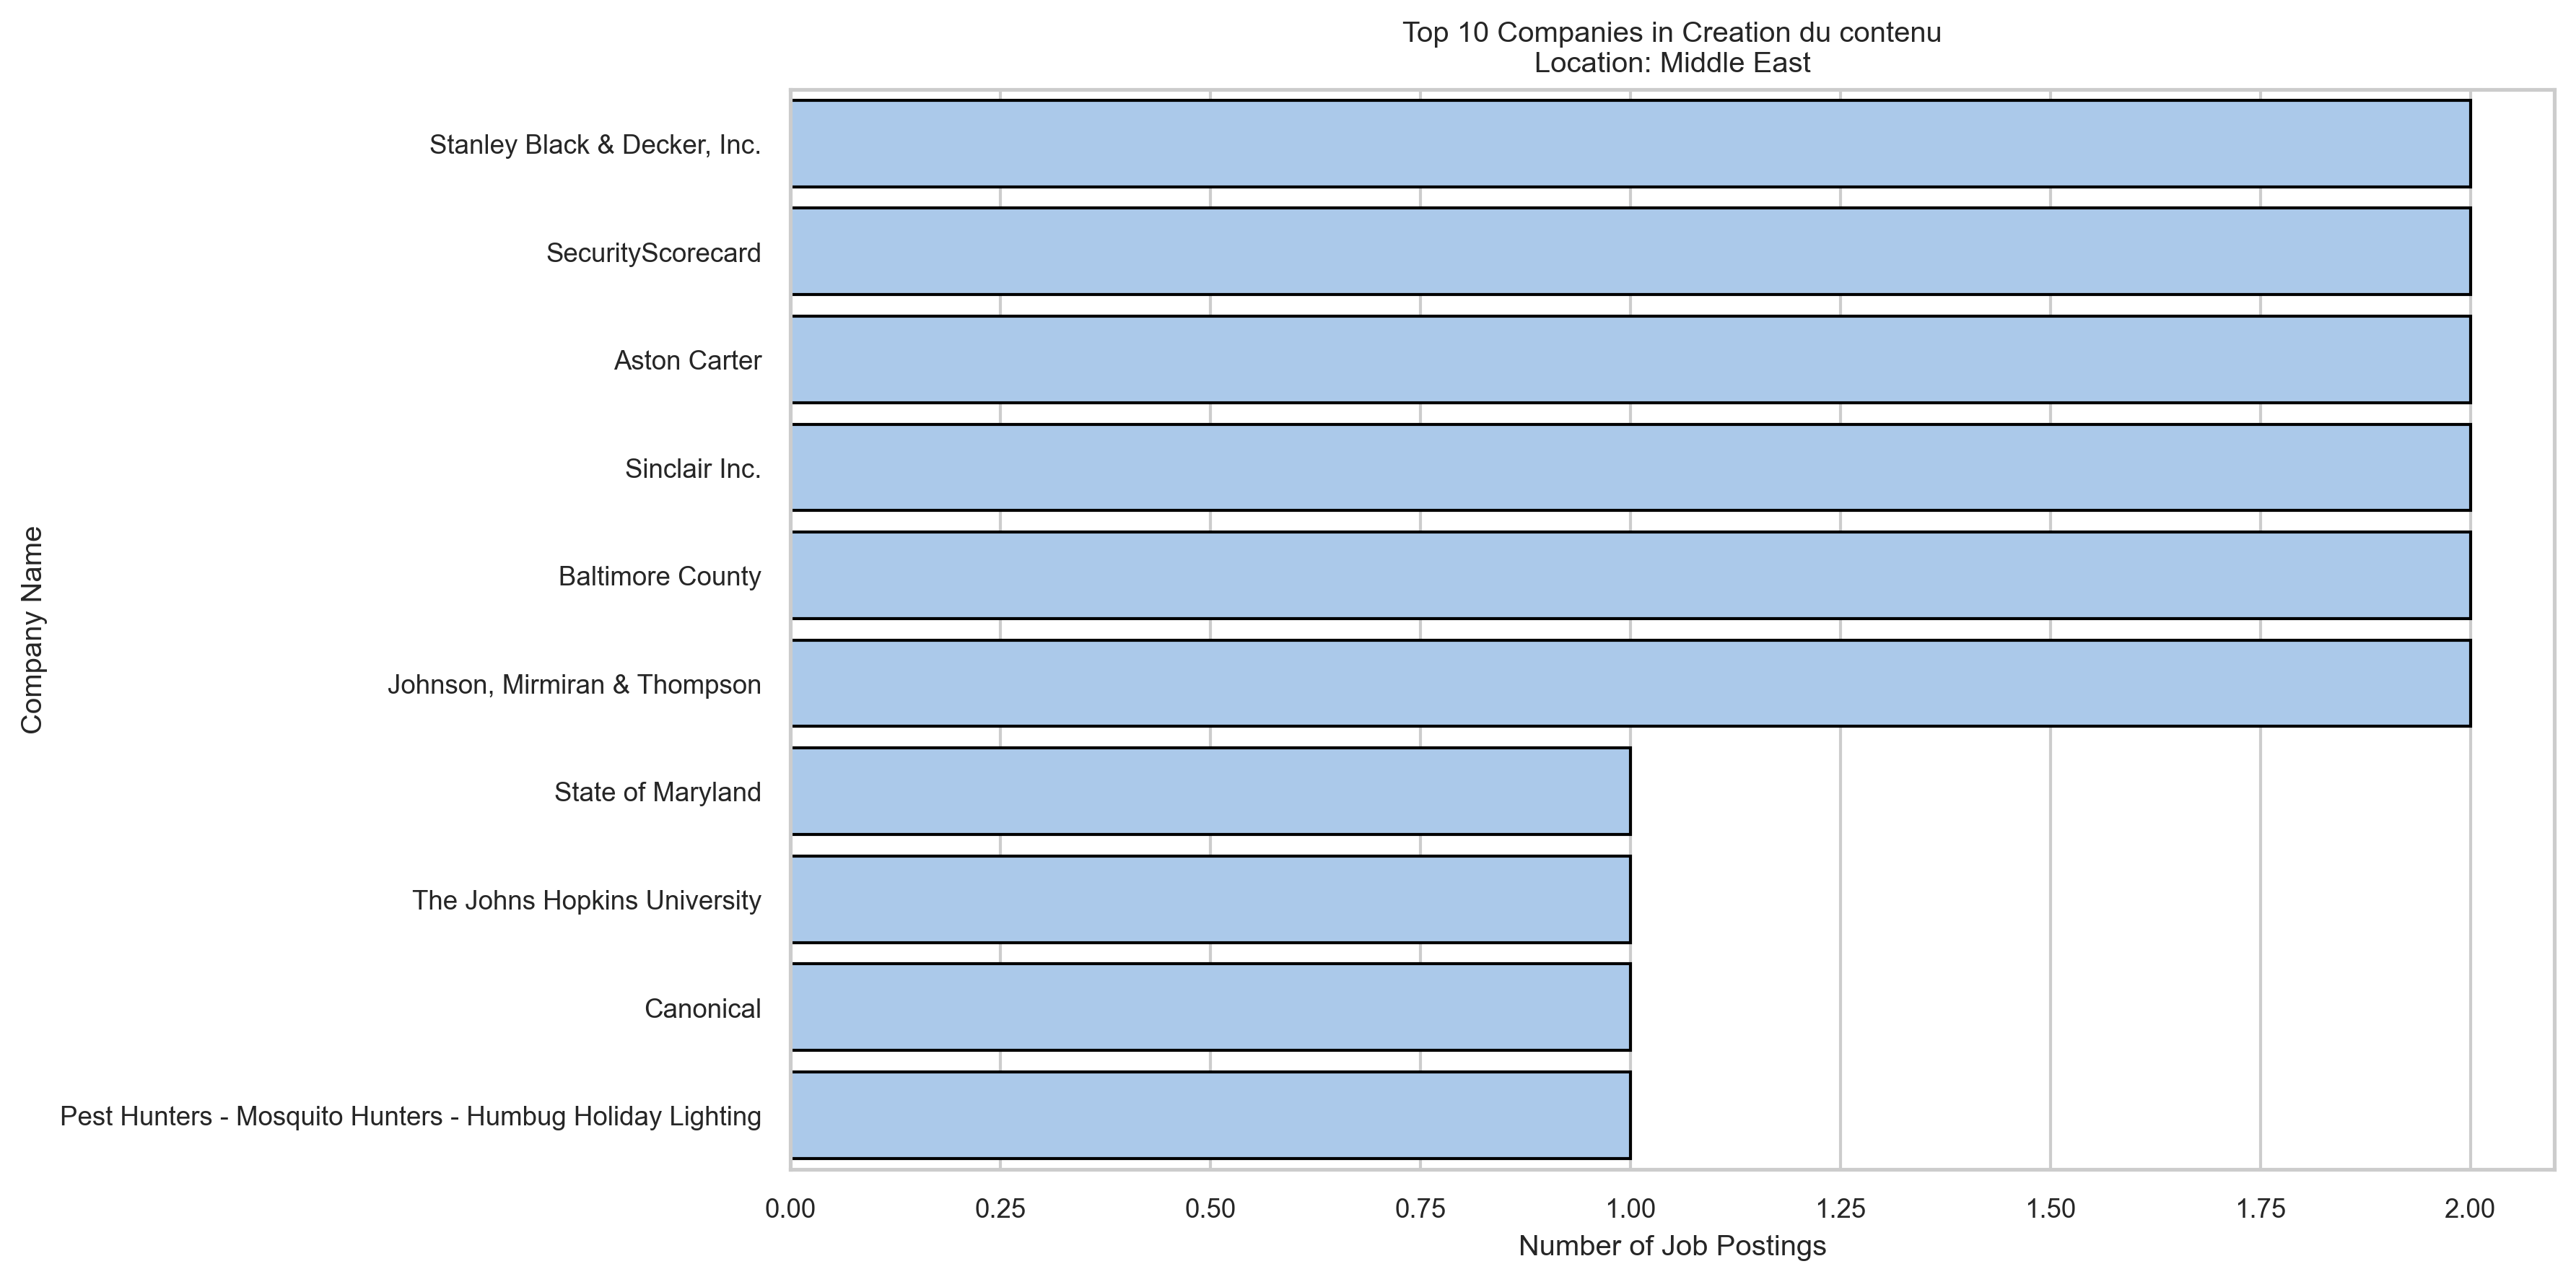 Top 10 Companies in Creation du contenu
Location: Middle East
Company Name
Stanley Black & Decker, Inc.
SecurityScorecard
Aston Carter
Sinclair Inc.
Baltimore County
Johnson, Mirmiran & Thompson
State of Maryland
The Johns Hopkins University
Canonical
Pest Hunters - Mosquito Hunters - Humbug Holiday Lighting
0.00 0.25 0.50 0.75 1.00 1.25 1.50 1.75 2.00
Number of Job Postings